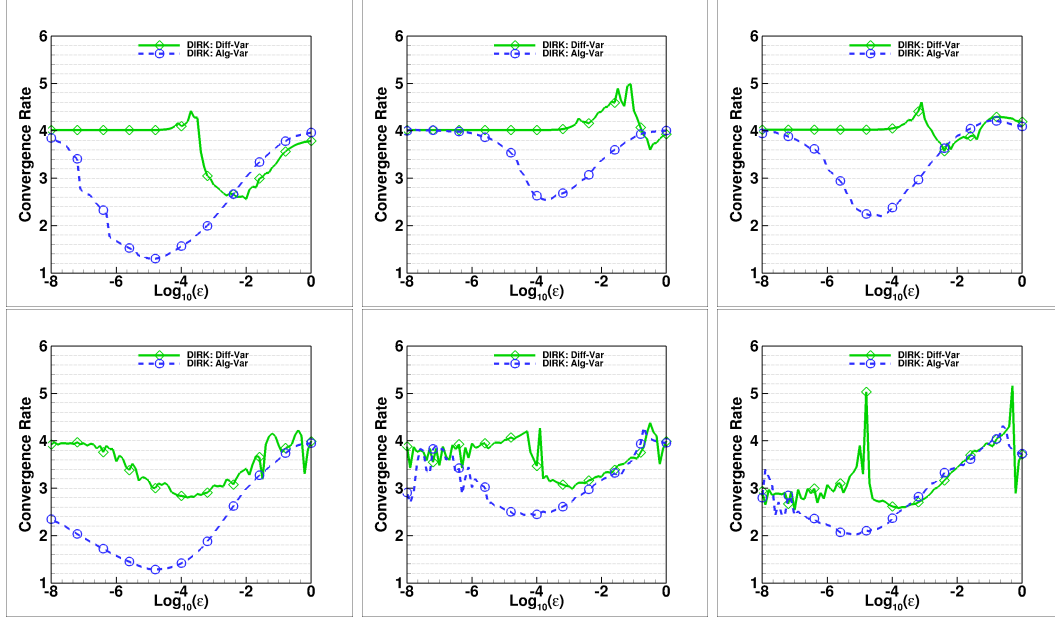 6
5
4
3
2
1
Convergence Rate
DIRK: Diff-Var
DIRK: Alg-Var
-8 -6 -4 -2 0
Log10(ε)
6
5
4
3
2
1
Convergence Rate
DIRK: Diff-Var
DIRK: Alg-Var
-8 -6 -4 -2 0
Log10(ε)
6
5
4
3
2
1
Convergence Rate
DIRK: Diff-Var
DIRK: Alg-Var
-8 -6 -4 -2 0
Log10(ε)
6
5
4
3
2
1
Convergence Rate
DIRK: Diff-Var
DIRK: Alg-Var
-8 -6 -4 -2 0
Log10(ε)
6
5
4
3
2
1
Convergence Rate
DIRK: Diff-Var
DIRK: Alg-Var
-8 -6 -4 -2 0
Log10(ε)
6
5
4
3
2
1
Convergence Rate
DIRK: Diff-Var
DIRK: Alg-Var
-8 -6 -4 -2 0
Log10(ε)